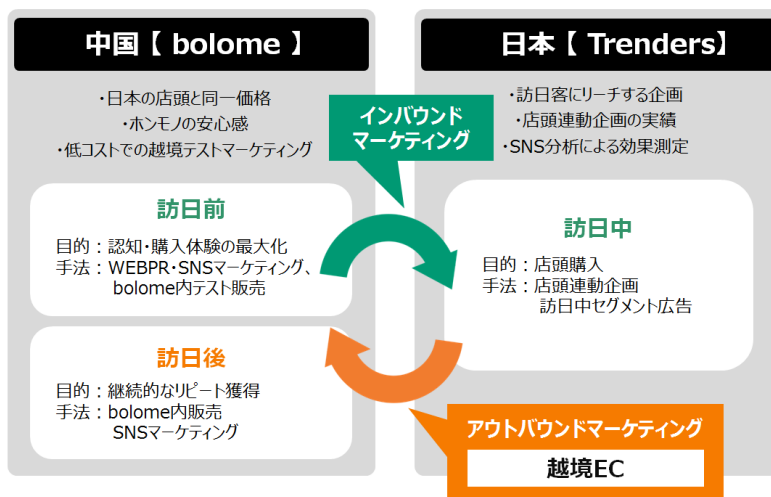 中国【 bolome 】
・日本の店頭と同一価格
・ホンモノの安心感
・低コストでの越境テストマーケティング
訪日前
目的：認知・購入体験の最大化
手法：WEBPR・SNSマーケティング、
bolome内テスト販売
訪日後
目的：継続的なリピート獲得
手法：bolome内販売
SNSマーケティング
インバウンド
マーケティング
日本【 Trenders】
・訪日客にリーチする企画
・店頭連動企画の実績
・SNS分析による効果測定
訪日中
目的：店頭購入
手法：店頭連動企画
訪日中セグメント広告
アウトバウンドマーケティング
越境EC